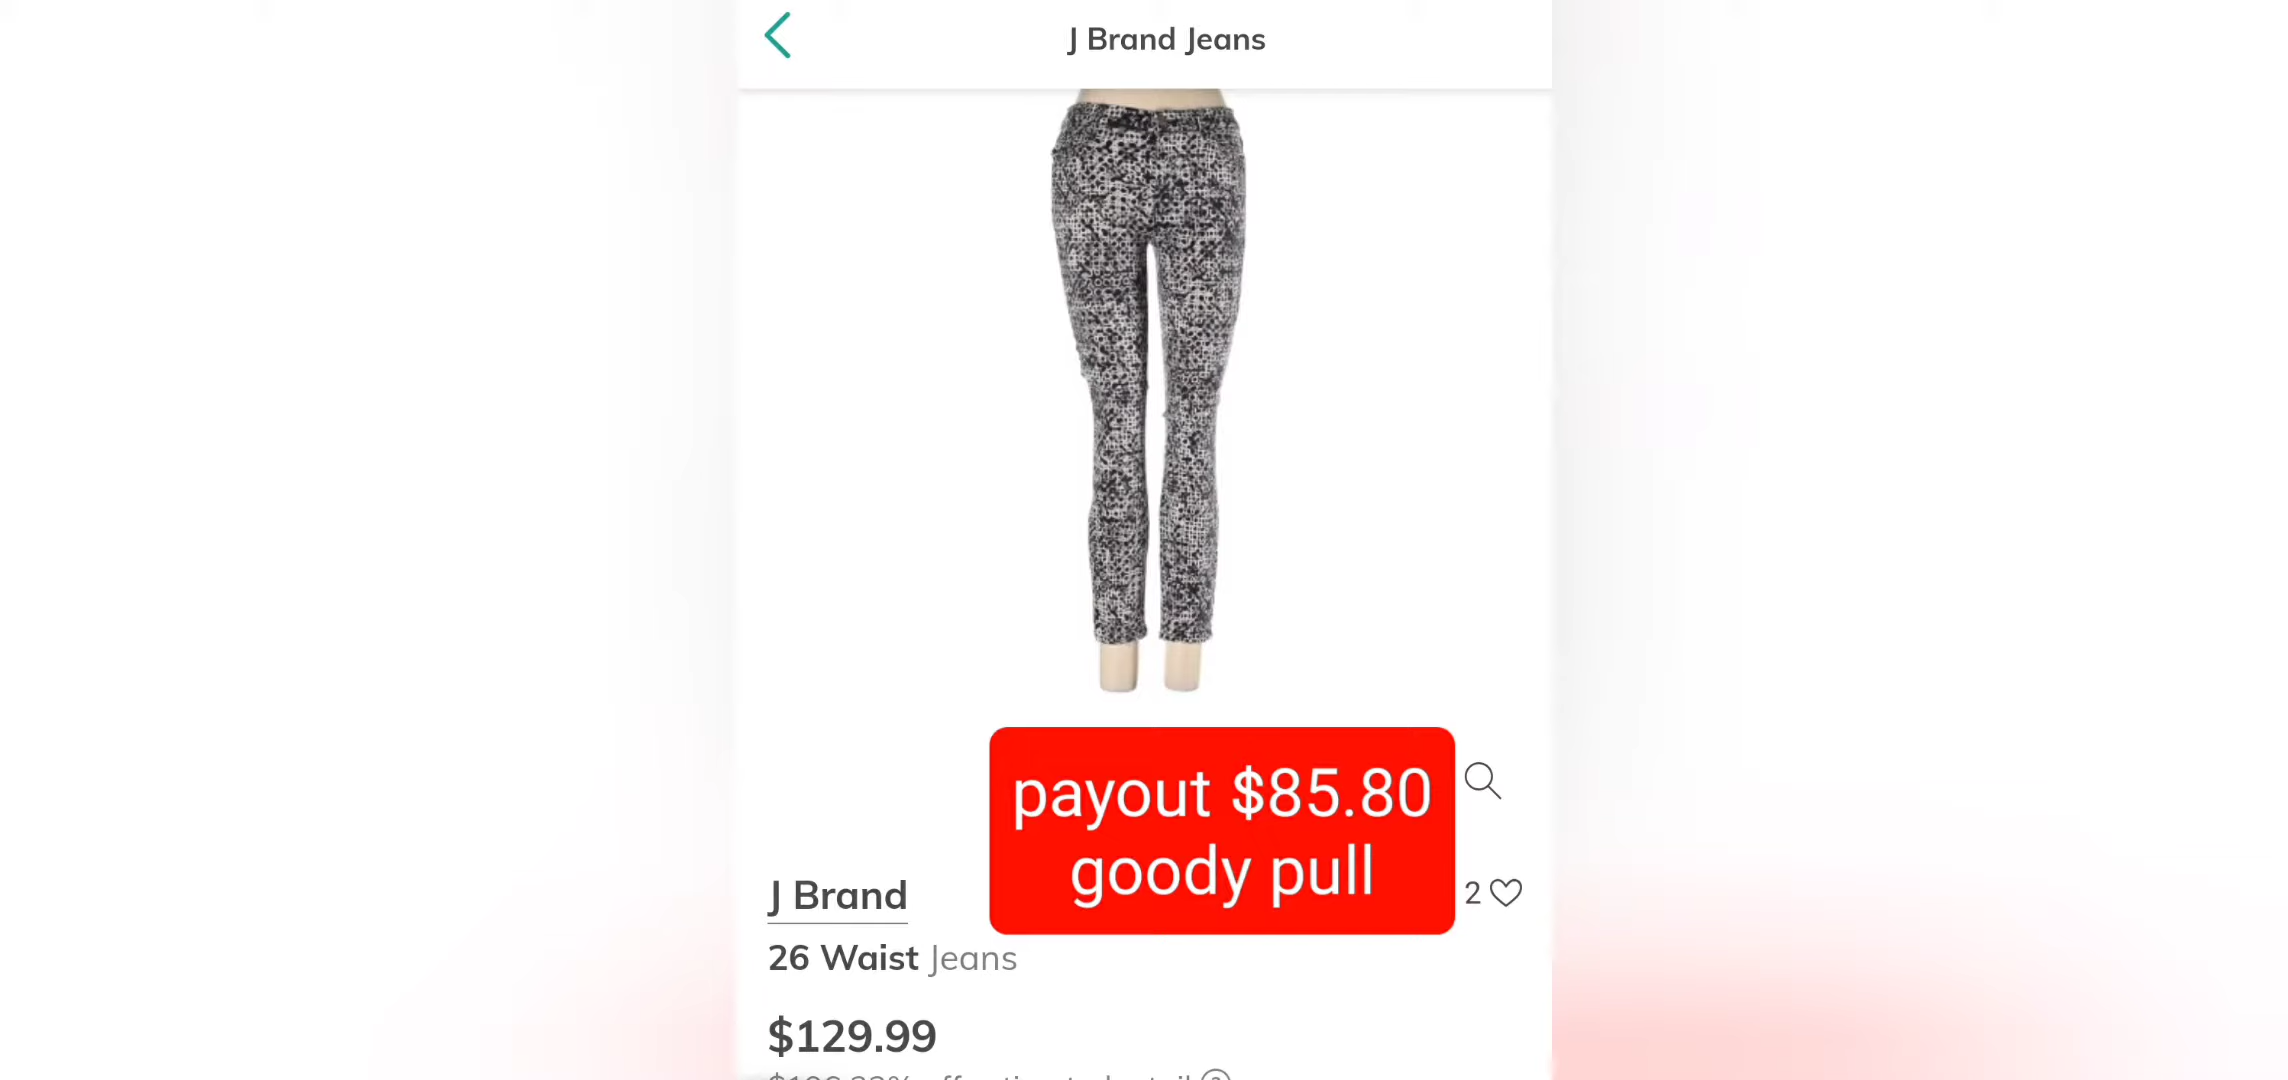 J Brand Jeans
payout $85.80
goody pull
2
J Brand
26 Waist Jeans
$129.99